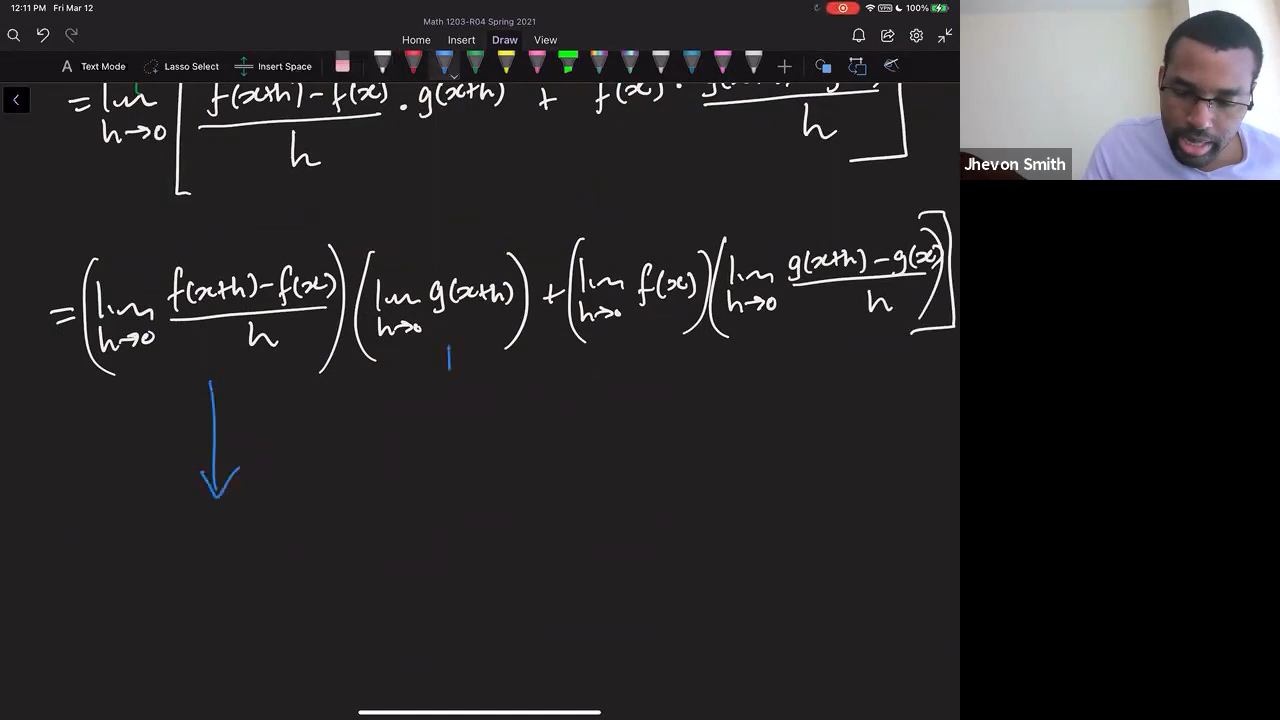 12:11 PM Fri Mar 12
VPN 100%
Math 1203-R04 Spring 2021
Home Insert Draw View
A Text Mode Lasso Select Insert Space
= lim h→0 [ f(x+h) - f(x) / h . g(x+h) + f(x) . / h ]
= ( lim h→0 f(x+h) - f(x) / h ) ( lim h→0 g(x+h) ) + ( lim h→0 f(x) ) ( lim h→0 g(x+h) - g(x) / h ) ]
Jhevon Smith